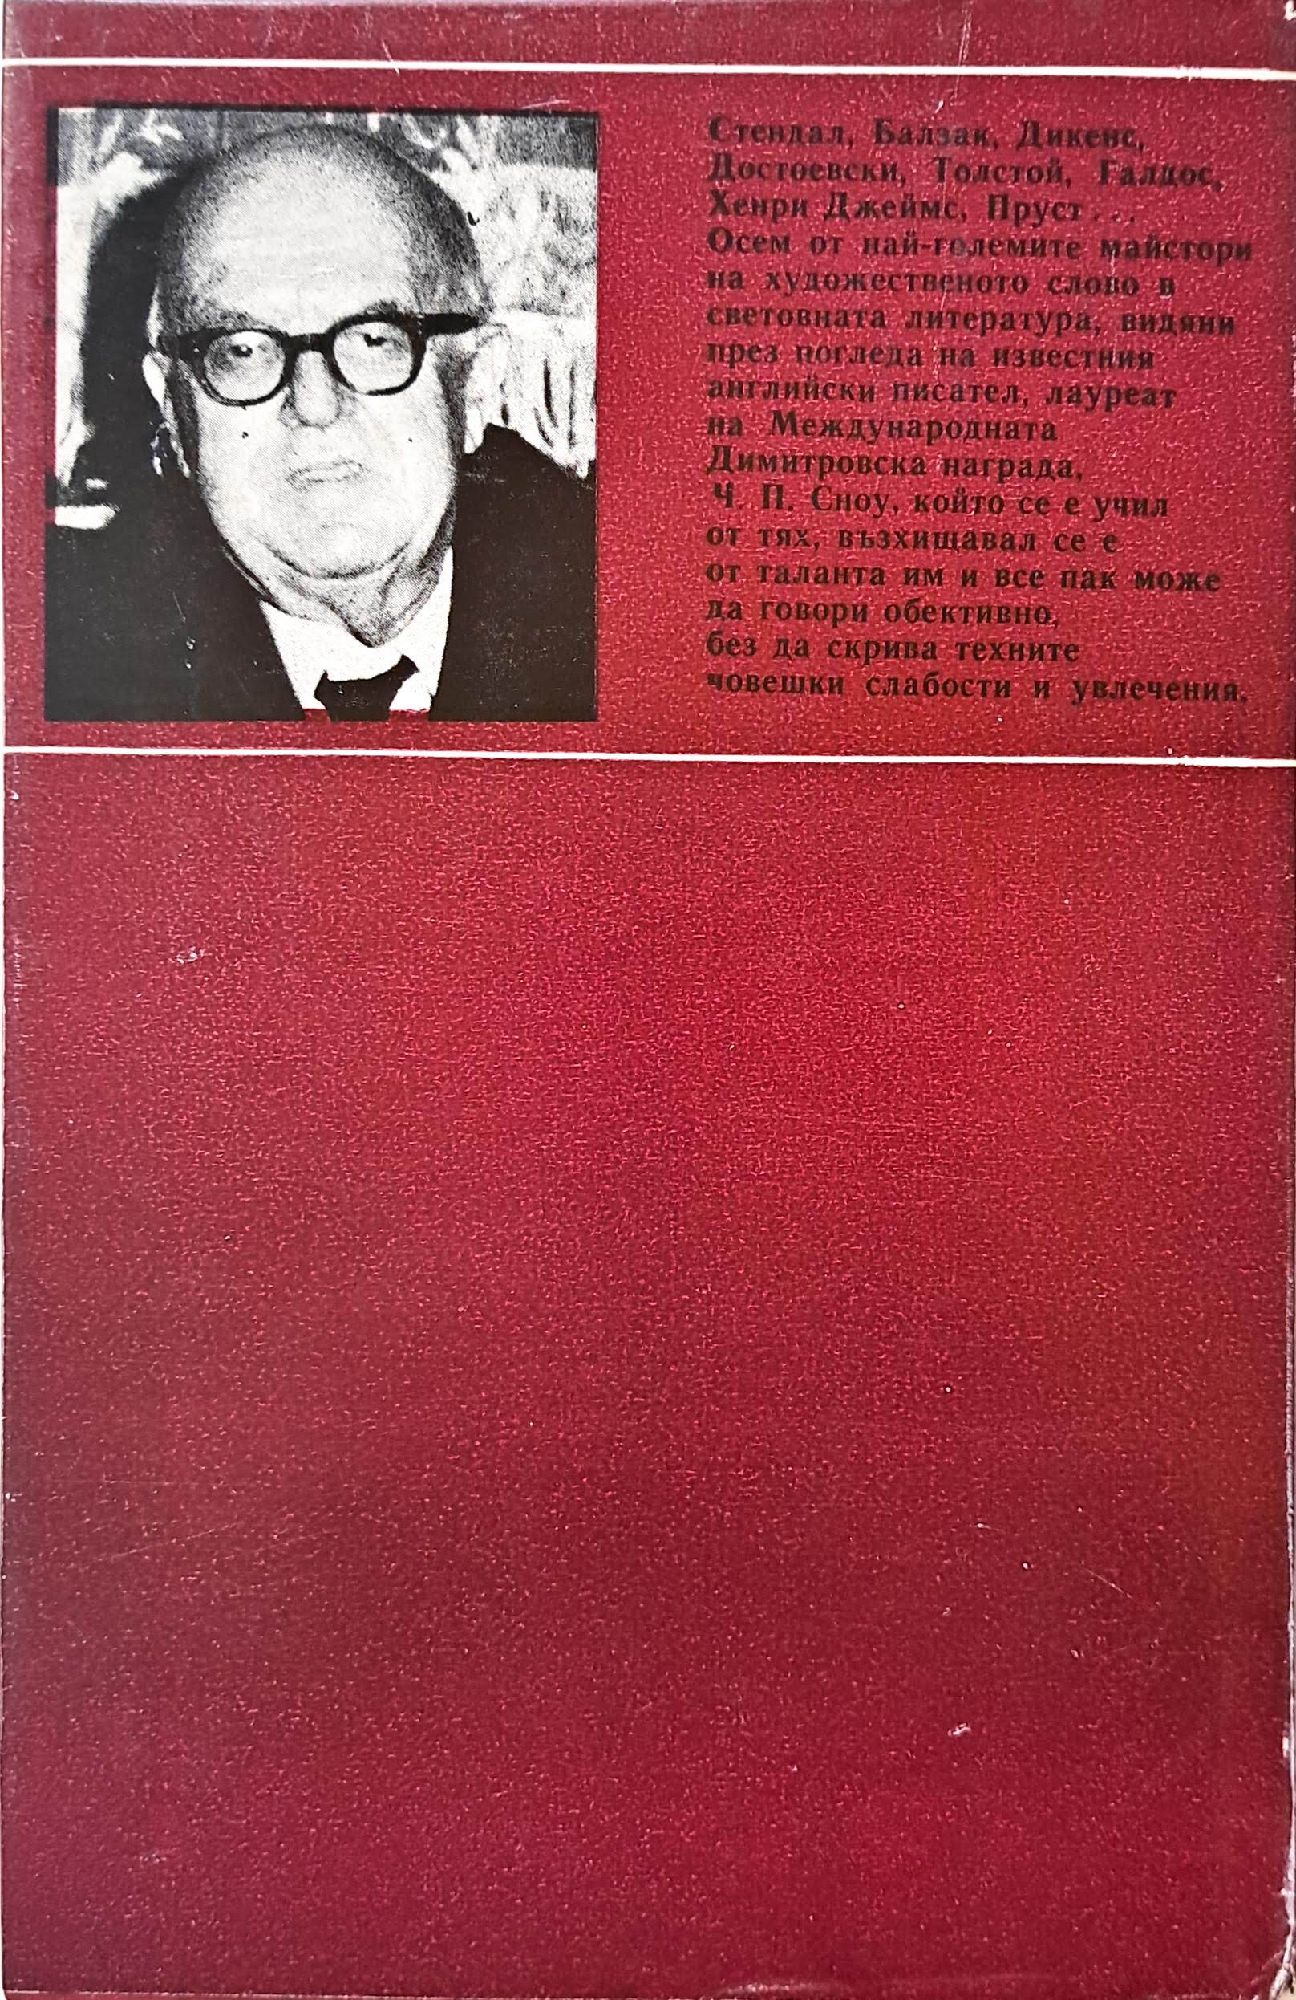 Стендал, Балзак, Дикенс,
Достоевски, Толстой, Галдос,
Хенри Джеймс, Пруст...
Осем от най-големите майстори
на художественото слово в
световната литература, видяни
през погледа на известния
английски писател, лауреат
на Международната
Димитровска награда,
Ч. П. Сноу, който се е учил
от тях, възхищавал се е
от таланта им и все пак може
да говори обективно,
без да скрива техните
човешки слабости и увлечения.